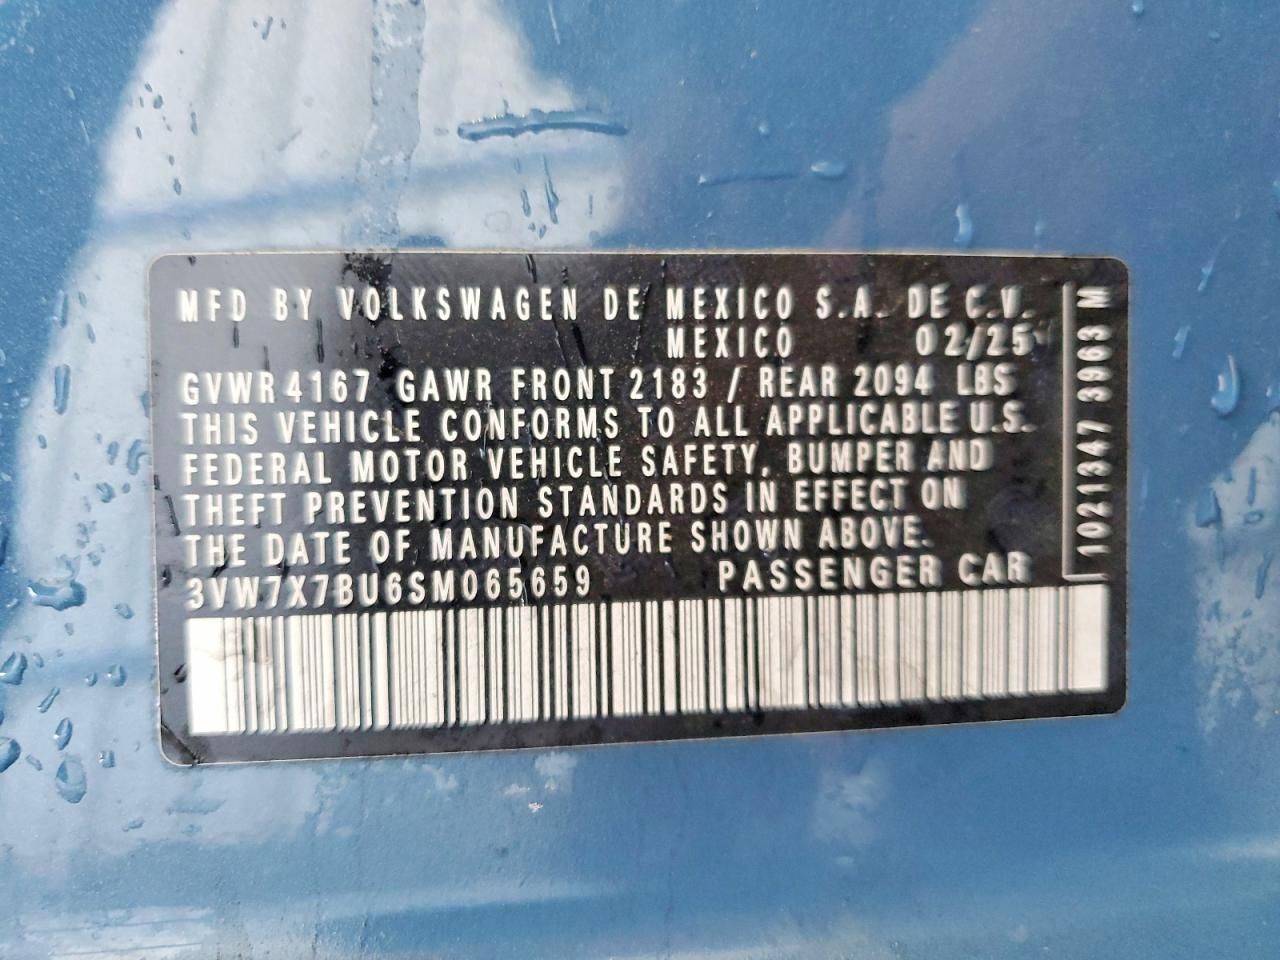 MFD BY VOLKSWAGEN DE MEXICO S.A. DE C.V.
MEXICO 02/25
GVWR 4167 GAWR FRONT 2183 / REAR 2094 LBS
THIS VEHICLE CONFORMS TO ALL APPLICABLE U.S.
FEDERAL MOTOR VEHICLE SAFETY, BUMPER AND
THEFT PREVENTION STANDARDS IN EFFECT ON
THE DATE OF MANUFACTURE SHOWN ABOVE.
3VW7X7BU6SM065659 PASSENGER CAR
1021347 3963 M